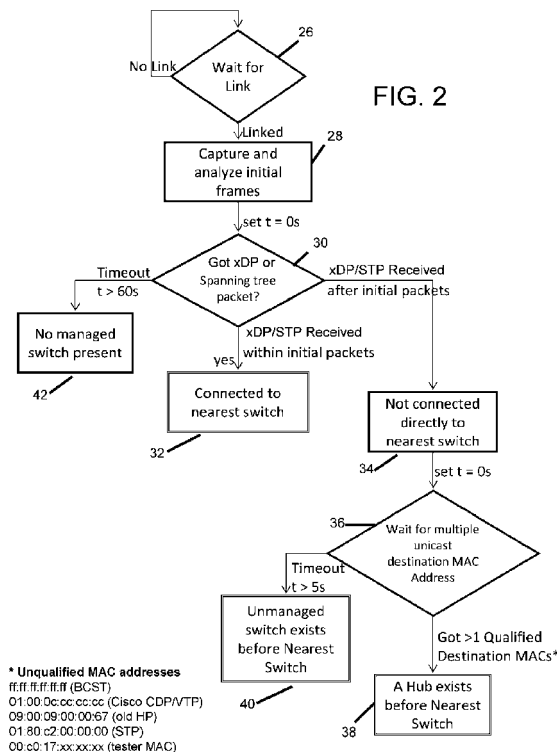 26
No Link
Wait for
Link
FIG. 2
Linked
28
Capture and
analyze initial
frames
set t = 0s
30
Got xDP or
Spanning tree
packet?
Timeout
t > 60s
xDP/STP Received
after initial packets
No managed
switch present
42
xDP/STP Received
within initial packets
yes
Connected to
nearest switch
32
Not connected
directly to
nearest switch
34
set t = 0s
36
Wait for multiple
unicast
destination MAC
Address
Timeout
t > 5s
Unmanaged
switch exists
before Nearest
Switch
40
Got >1 Qualified
Destination MACs*
A Hub exists
before Nearest
Switch
38
* Unqualified MAC addresses
ff:ff:ff:ff:ff:ff (BCST)
01:00:0c:cc:cc:cc (Cisco CDP/VTP)
09:00:09:00:00:67 (old HP)
01:80:c2:00:00:00 (STP)
00:c0:17:xx:xx:xx (tester MAC)